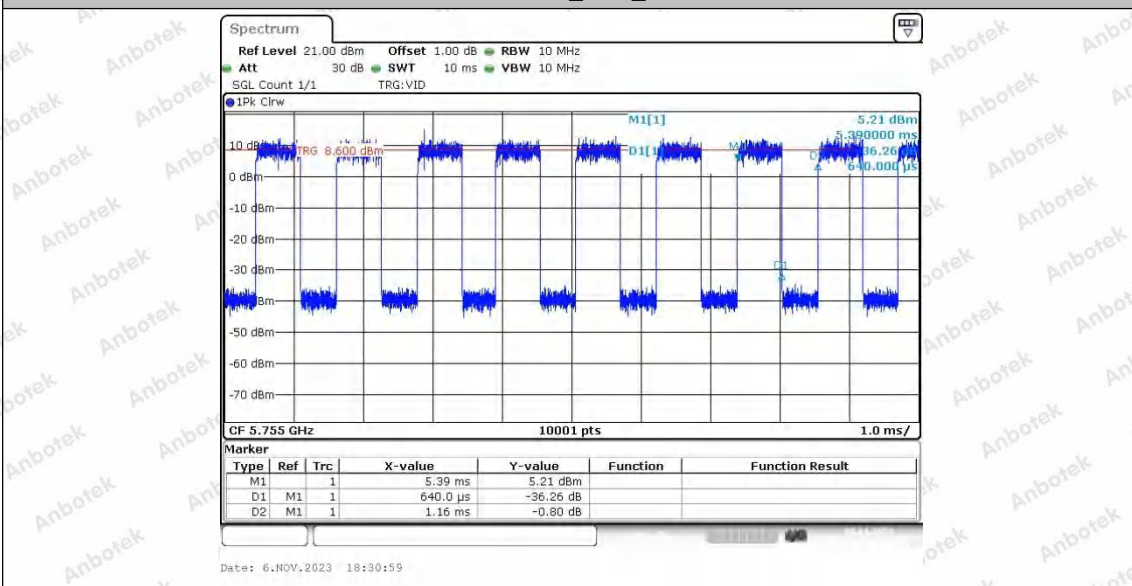 Spectrum
Ref Level 21.00 dBm Offset 1.00 dB RBW 10 MHz
Att 30 dB SWT 10 ms VBW 10 MHz
SGL Count 1/1 TRG:VID
1Pk Clrw
M1[1] 5.21 dBm
5.390000 ms
10 dBm TRG 8.600 dBm D1[1] -36.26 dB
0 dBm 640.000 µs
-10 dBm
-20 dBm
-30 dBm
D1
-50 dBm
-60 dBm
-70 dBm
CF 5.755 GHz 10001 pts 1.0 ms/
Marker
Type Ref Trc X-value Y-value Function Function Result
M1 1 5.39 ms 5.21 dBm
D1 M1 1 640.0 µs -36.26 dB
D2 M1 1 1.16 ms -0.80 dB
Date: 6.NOV.2023 18:30:59
Anbotek